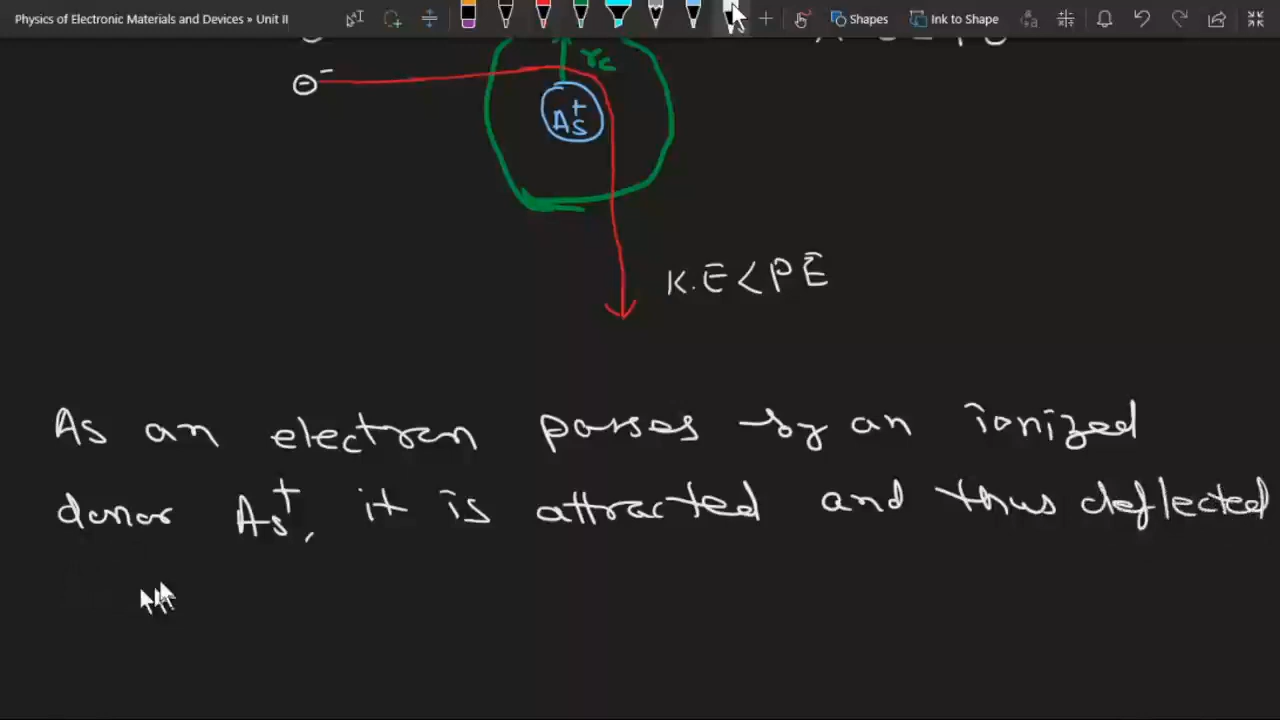 Physics of Electronic Materials and Devices » Unit II
Shapes
Ink to Shape
rc
As+
K.E < PE
As an electron passes by an ionized
donor As+, it is attracted and thus deflected